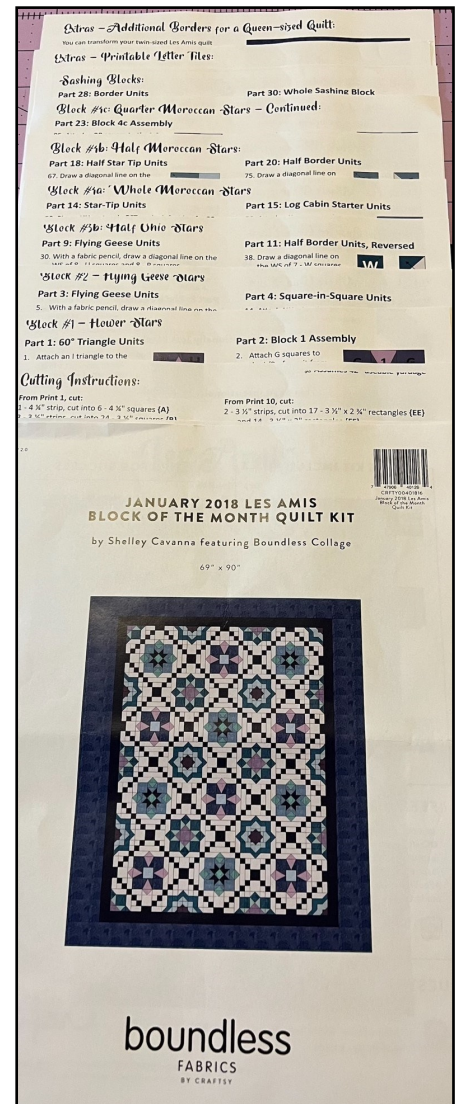 Extras – Additional Borders for a Queen-sized Quilt:
You can transform your twin-sized Les Amis quilt
Extras – Printable Letter Tiles:
Sashing Blocks:
Part 28: Border Units
Part 30: Whole Sashing Block
Block #4c: Quarter Moroccan Stars – Continued:
Part 23: Block 4c Assembly
Block #4b: Half Moroccan Stars:
Part 18: Half Star Tip Units
Part 20: Half Border Units
67. Draw a diagonal line on the
75. Draw a diagonal line on
Block #4a: Whole Moroccan Stars
Part 14: Star-Tip Units
Part 15: Log Cabin Starter Units
Block #3b: Half Ohio Stars
Part 9: Flying Geese Units
Part 11: Half Border Units, Reversed
30. With a fabric pencil, draw a diagonal line on the
38. Draw a diagonal line on
the WS of 7 - W squares
W
Block #2 – Flying Geese Stars
Part 3: Flying Geese Units
Part 4: Square-in-Square Units
5. With a fabric pencil, draw a diagonal line on the
Block #1 – Flower Stars
Part 1: 60° Triangle Units
Part 2: Block 1 Assembly
1. Attach an I triangle to the
2. Attach G squares to
G 1 G
Cutting Instructions:
From Print 1, cut:
From Print 10, cut:
1 - 4 ¾" strip, cut into 6 - 4 ¾" squares (A)
2 - 3 ½" strips, cut into 17 - 3 ½" x 2 ¾" rectangles (EE)
CRFTY00401816
January 2018 Les Amis
Block of the Month
Quilt Kit
JANUARY 2018 LES AMIS
BLOCK OF THE MONTH QUILT KIT
by Shelley Cavanna featuring Boundless Collage
69" x 90"
boundless
FABRICS
BY CRAFTSY